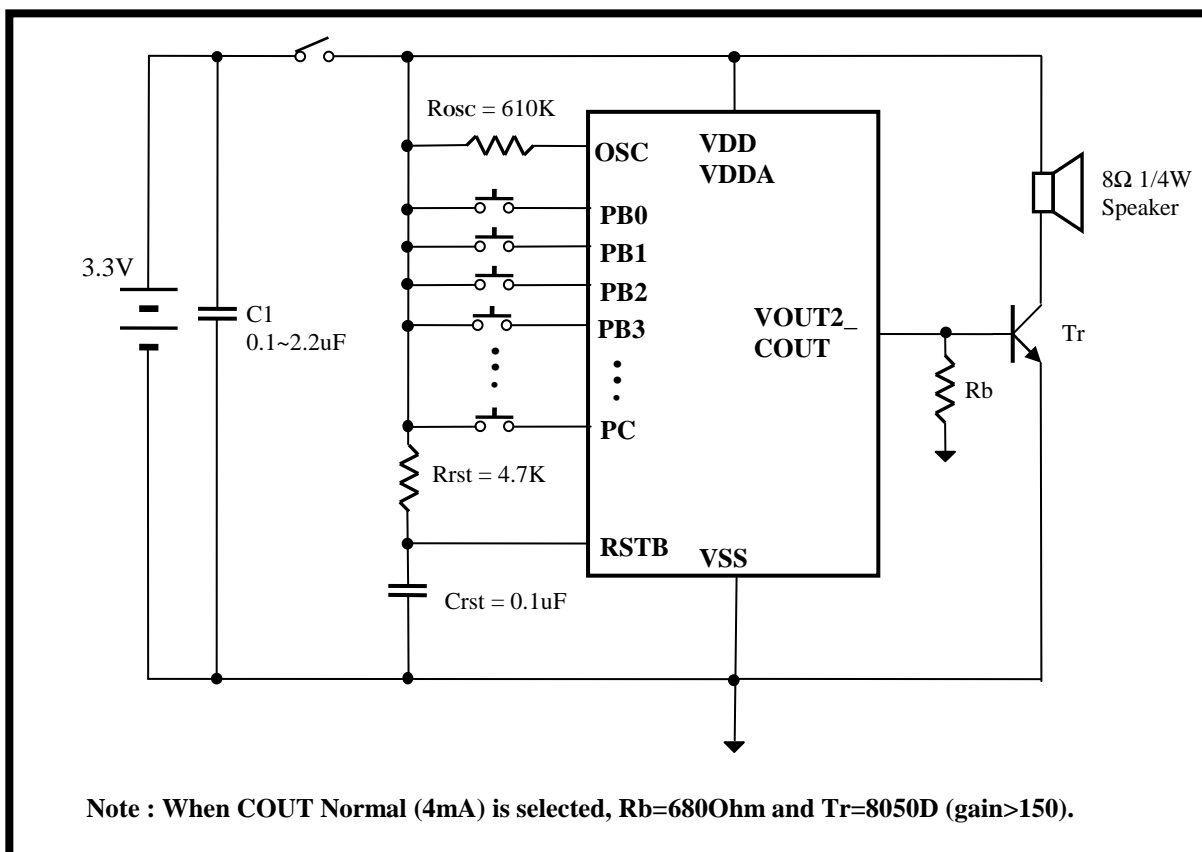 Rosc = 610K
OSC
VDD
VDDA
8Ω 1/4W
Speaker
PB0
PB1
3.3V
PB2
C1
0.1~2.2uF
PB3
VOUT2_
COUT
Tr
Rb
PC
Rrst = 4.7K
RSTB
VSS
Crst = 0.1uF
Note : When COUT Normal (4mA) is selected, Rb=680Ohm and Tr=8050D (gain>150).